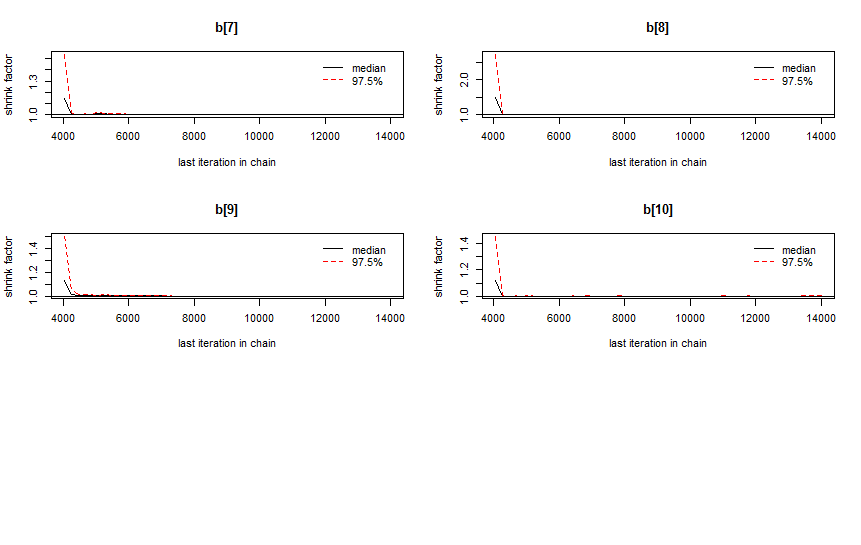 b[7]
shrink factor
1.0 1.3
median
97.5%
4000 6000 8000 10000 12000 14000
last iteration in chain
b[8]
shrink factor
1.0 2.0
median
97.5%
4000 6000 8000 10000 12000 14000
last iteration in chain
b[9]
shrink factor
1.0 1.2 1.4
median
97.5%
4000 6000 8000 10000 12000 14000
last iteration in chain
b[10]
shrink factor
1.0 1.2 1.4
median
97.5%
4000 6000 8000 10000 12000 14000
last iteration in chain